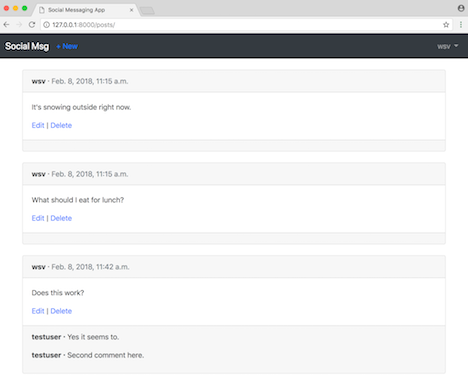 Social Messaging App
127.0.0.1:8000/posts/
Social Msg + New wsv
wsv · Feb. 8, 2018, 11:15 a.m.
It's snowing outside right now.
Edit | Delete
wsv · Feb. 8, 2018, 11:15 a.m.
What should I eat for lunch?
Edit | Delete
wsv · Feb. 8, 2018, 11:42 a.m.
Does this work?
Edit | Delete
testuser · Yes it seems to.
testuser · Second comment here.